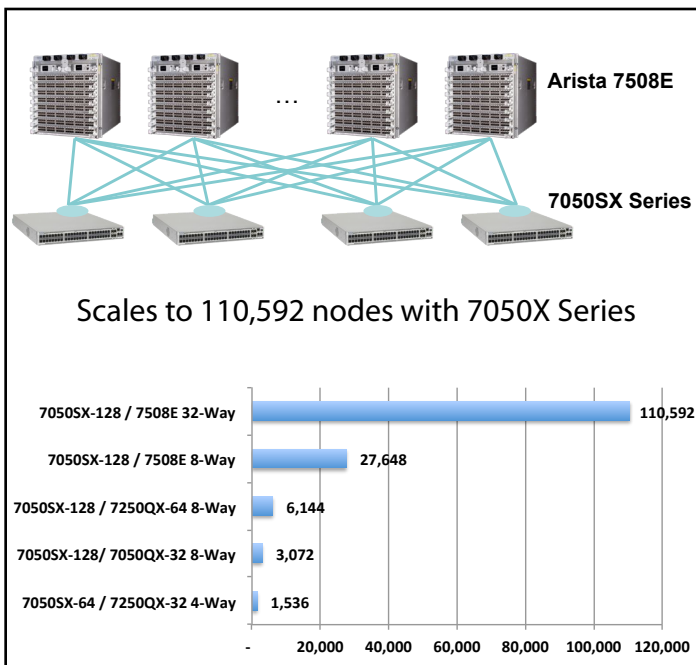 Arista 7508E
...
7050SX Series
Scales to 110,592 nodes with 7050X Series
7050SX-128 / 7508E 32-Way 110,592
7050SX-128 / 7508E 8-Way 27,648
7050SX-128 / 7250QX-64 8-Way 6,144
7050SX-128/ 7050QX-32 8-Way 3,072
7050SX-64 / 7250QX-32 4-Way 1,536
- 20,000 40,000 60,000 80,000 100,000 120,000